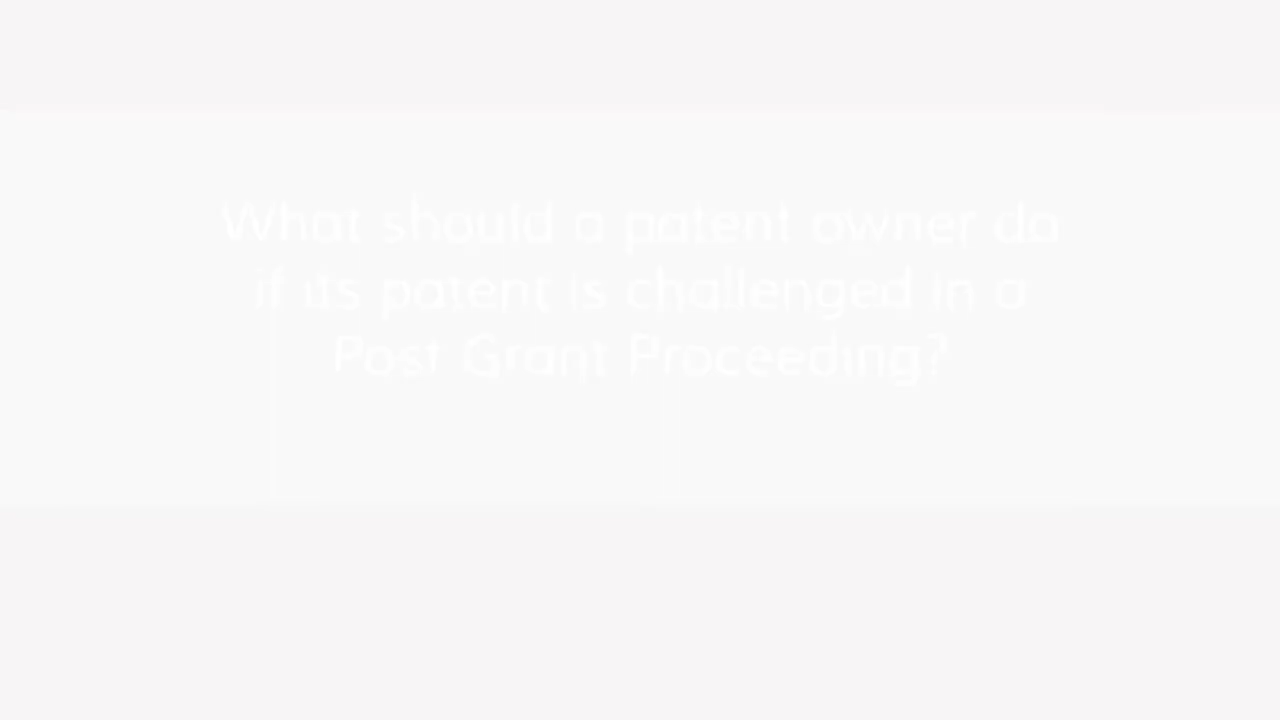 What should a patent owner do
if its patent is challenged in a
Post Grant Proceeding?